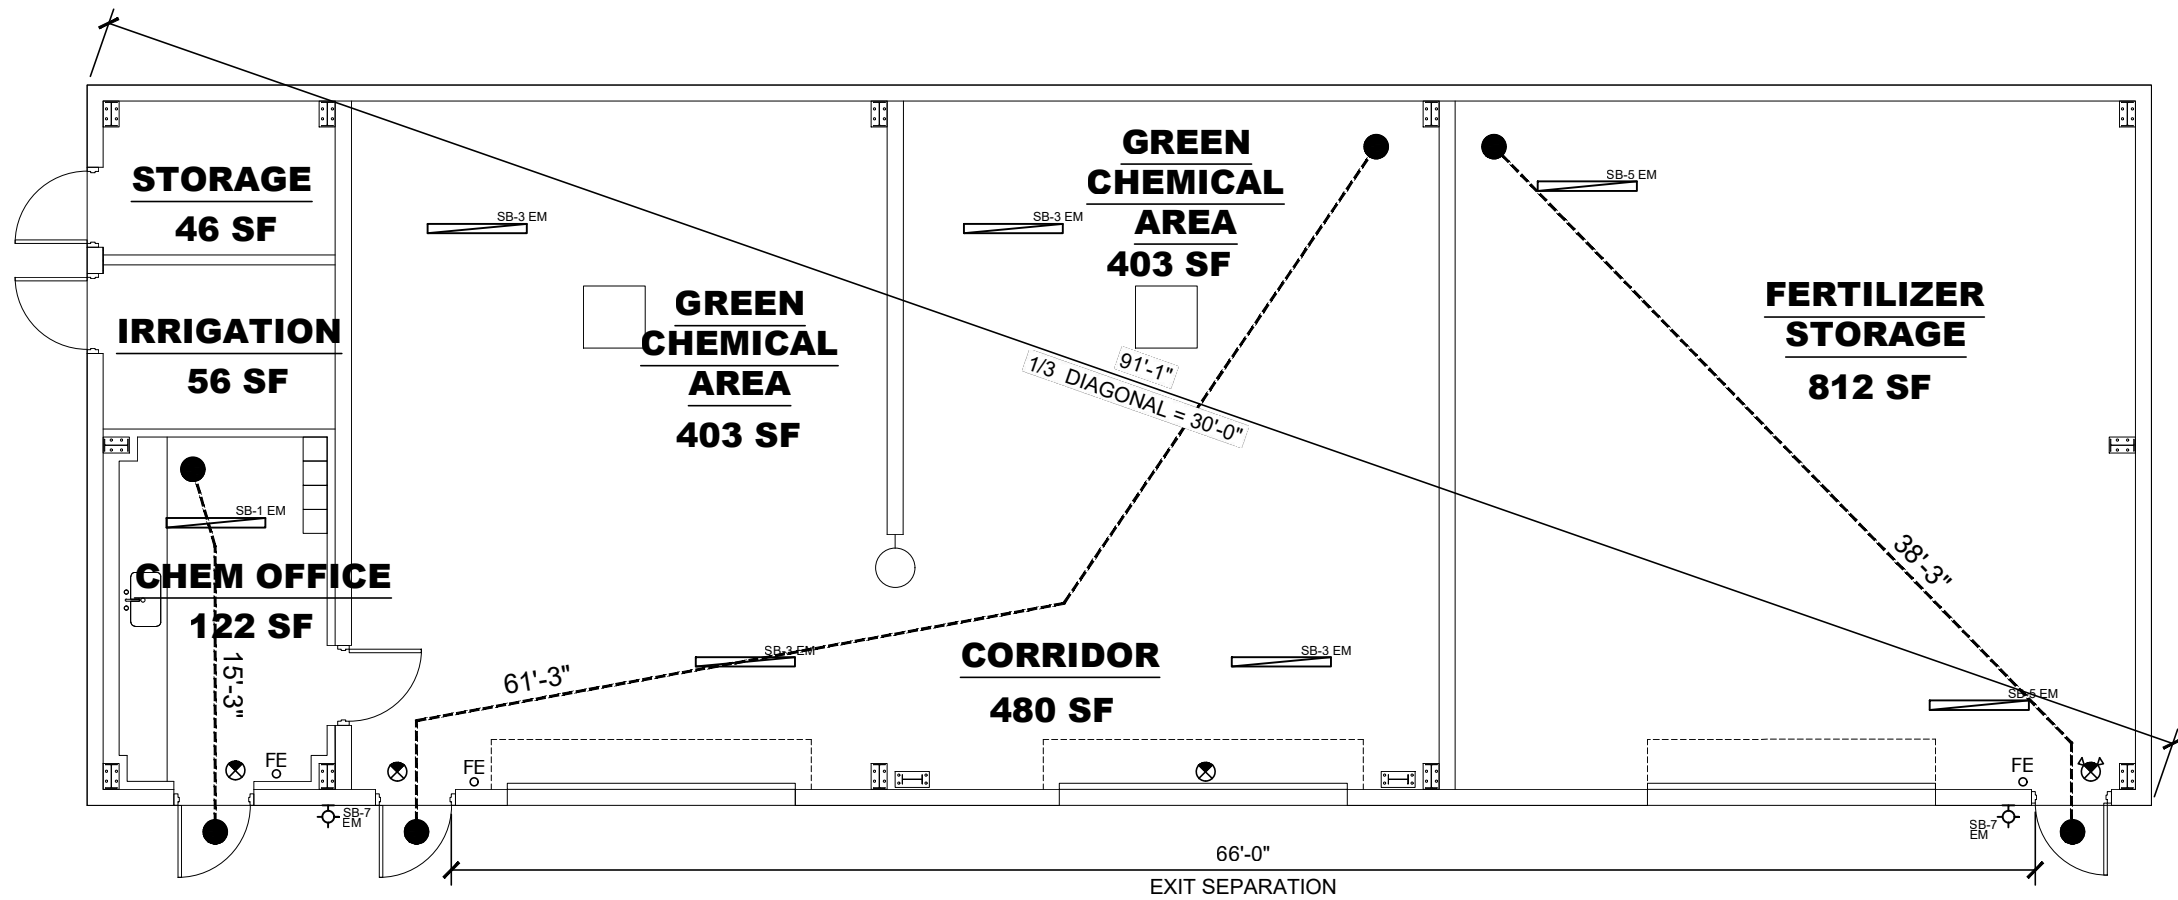 STORAGE
46 SF
IRRIGATION
56 SF
SB-1 EM
CHEM OFFICE
122 SF
15'-3"
FE
SB-7
EM
SB-3 EM
GREEN
CHEMICAL
AREA
403 SF
SB-3 EM
GREEN
CHEMICAL
AREA
403 SF
91'-1"
1/3 DIAGONAL = 30'-0"
SB-3 EM
61'-3"
FE
CORRIDOR
480 SF
SB-3 EM
SB-5 EM
FERTILIZER
STORAGE
812 SF
38'-3"
SB-5 EM
FE
SB-7
EM
66'-0"
EXIT SEPARATION